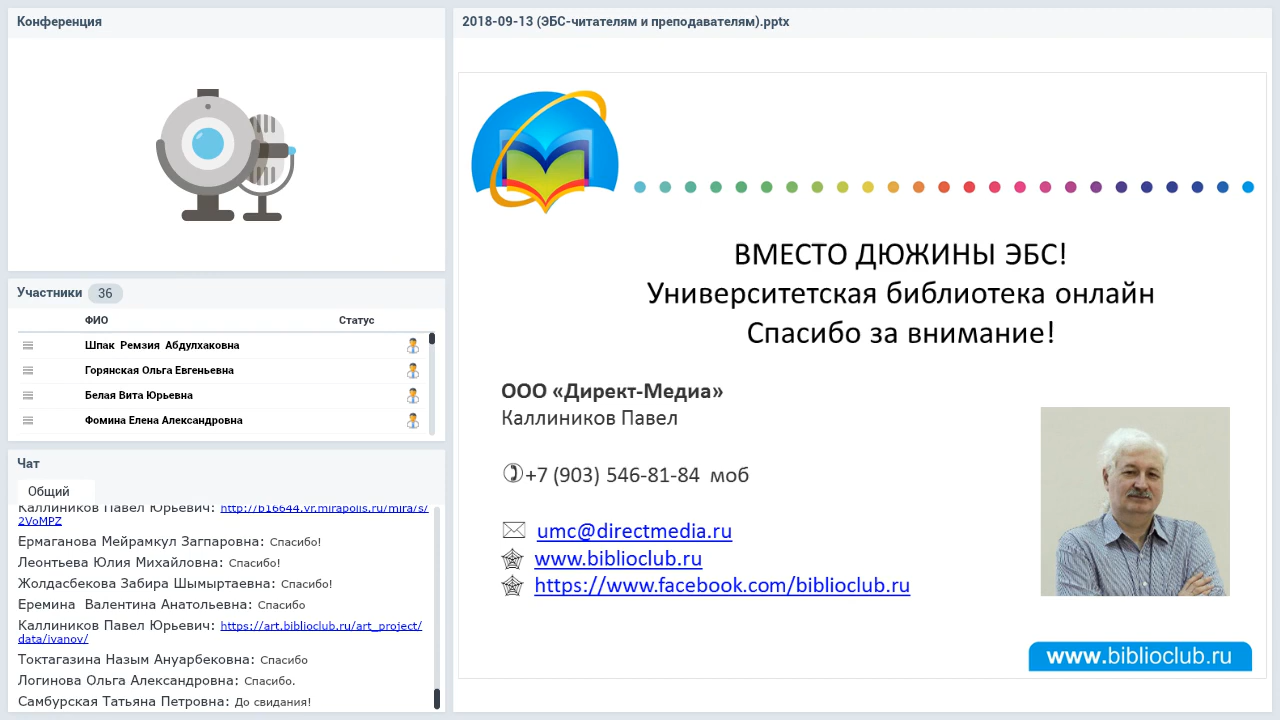 Конференция
2018-09-13 (ЭБС-читателям и преподавателям).pptx
Участники 36
ФИО Статус
Шпак Ремзия Абдулхаковна
Горянская Ольга Евгеньевна
Белая Вита Юрьевна
Фомина Елена Александровна
Чат
Общий
Каллиников Павел Юрьевич: http://b16644.vr.mirapolis.ru/mira/s/
2VoMPZ
Ермаганова Мейрамкул Загпаровна: Спасибо!
Леонтьева Юлия Михайловна: Спасибо!
Жолдасбекова Забира Шымыртаевна: Спасибо!
Еремина Валентина Анатольевна: Спасибо
Каллиников Павел Юрьевич: https://art.biblioclub.ru/art_project/
data/ivanov/
Токтагазина Назым Ануарбековна: Спасибо
Логинова Ольга Александровна: Спасибо.
Самбурская Татьяна Петровна: До свидания!
ВМЕСТО ДЮЖИНЫ ЭБС!
Университетская библиотека онлайн
Спасибо за внимание!
ООО «Директ-Медиа»
Каллиников Павел
+7 (903) 546-81-84 моб
umc@directmedia.ru
www.biblioclub.ru
https://www.facebook.com/biblioclub.ru
www.biblioclub.ru